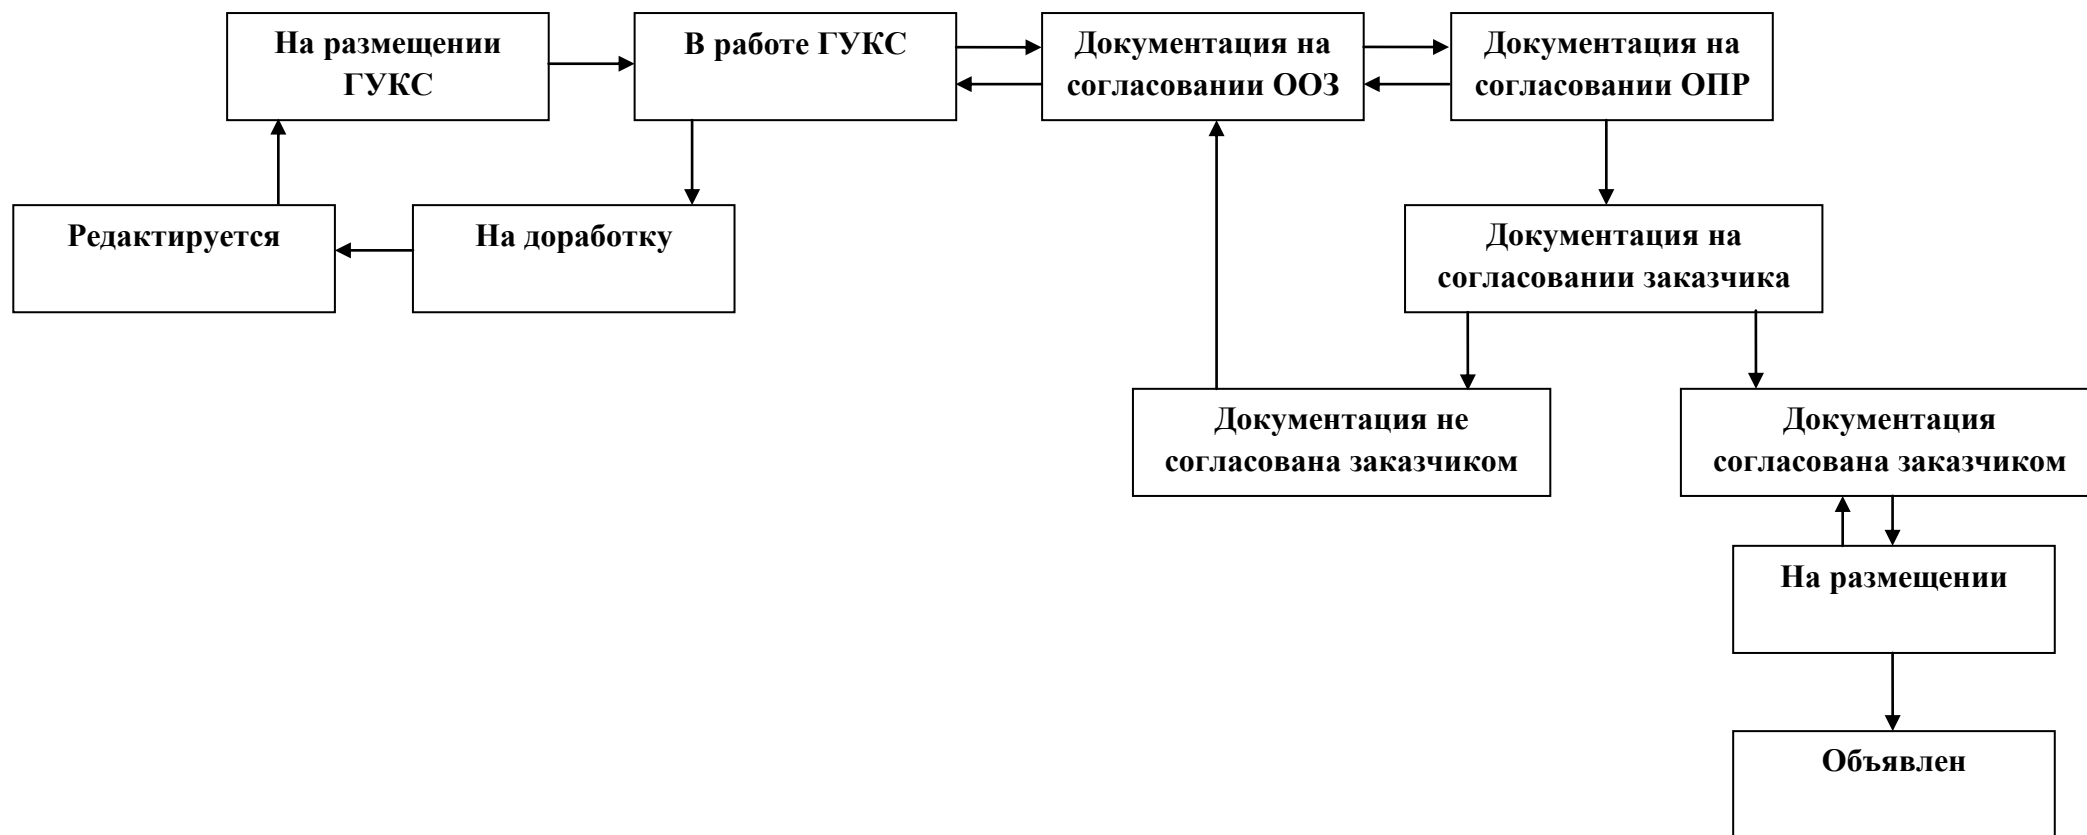 На размещении
ГУКС
В работе ГУКС
Документация на
согласовании ООЗ
Документация на
согласовании ОПР
Редактируется
На доработку
Документация на
согласовании заказчика
Документация не
согласована заказчиком
Документация
согласована заказчиком
На размещении
Объявлен